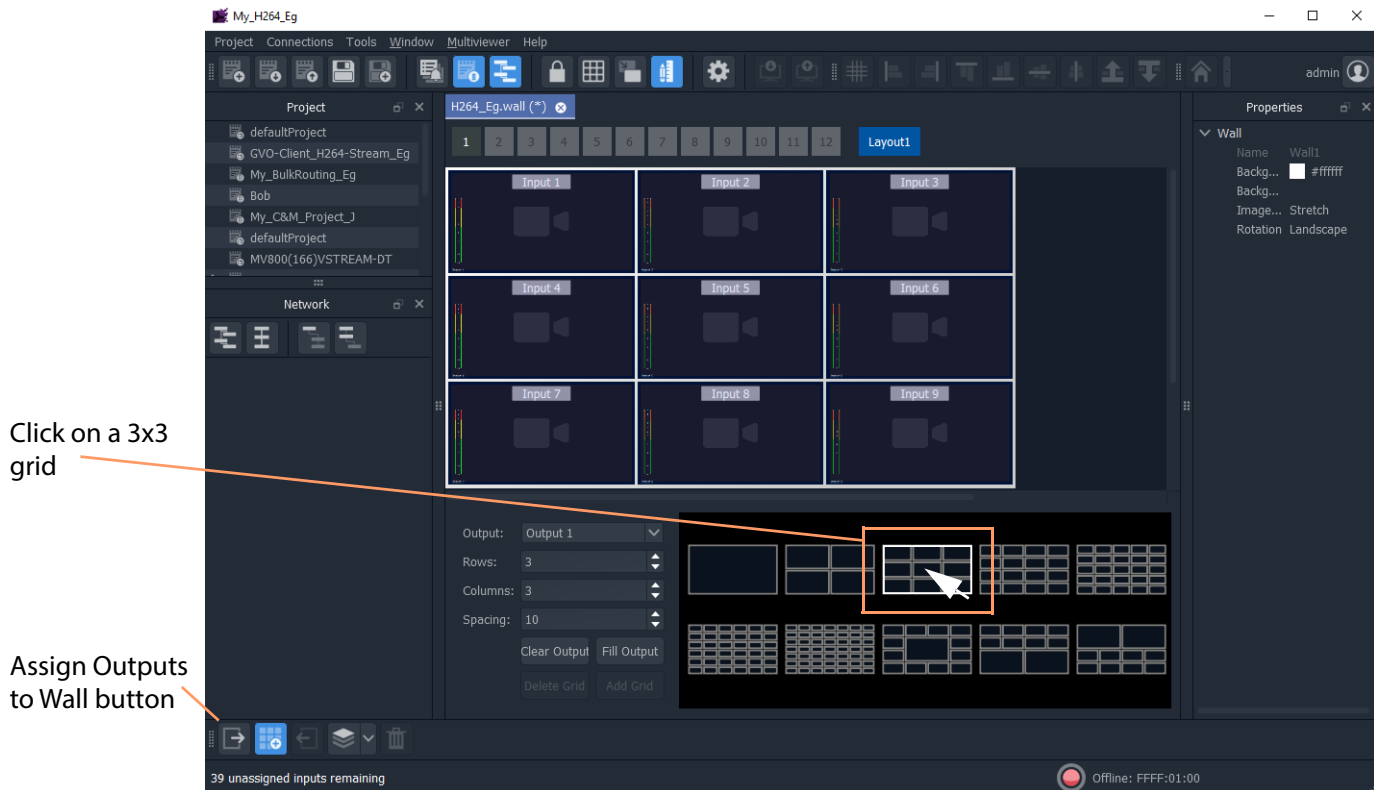 My_H264_Eg
Project Connections Tools Window Multiviewer Help
admin
Project
defaultProject
GVO-Client_H264-Stream_Eg
My_BulkRouting_Eg
Bob
My_C&M_Project_J
defaultProject
MV800(166)VSTREAM-DT
Network
H264_Eg.wall (*)
1 2 3 4 5 6 7 8 9 10 11 12 Layout1
Input 1 Input 2 Input 3
Input 4 Input 5 Input 6
Input 7 Input 8 Input 9
Properties
Wall
Name Wall1
Backg... #ffffff
Backg...
Image... Stretch
Rotation Landscape
Click on a 3x3
grid
Output: Output 1
Rows: 3
Columns: 3
Spacing: 10
Clear Output Fill Output
Delete Grid Add Grid
Assign Outputs
to Wall button
39 unassigned inputs remaining
Offline: FFFF:01:00